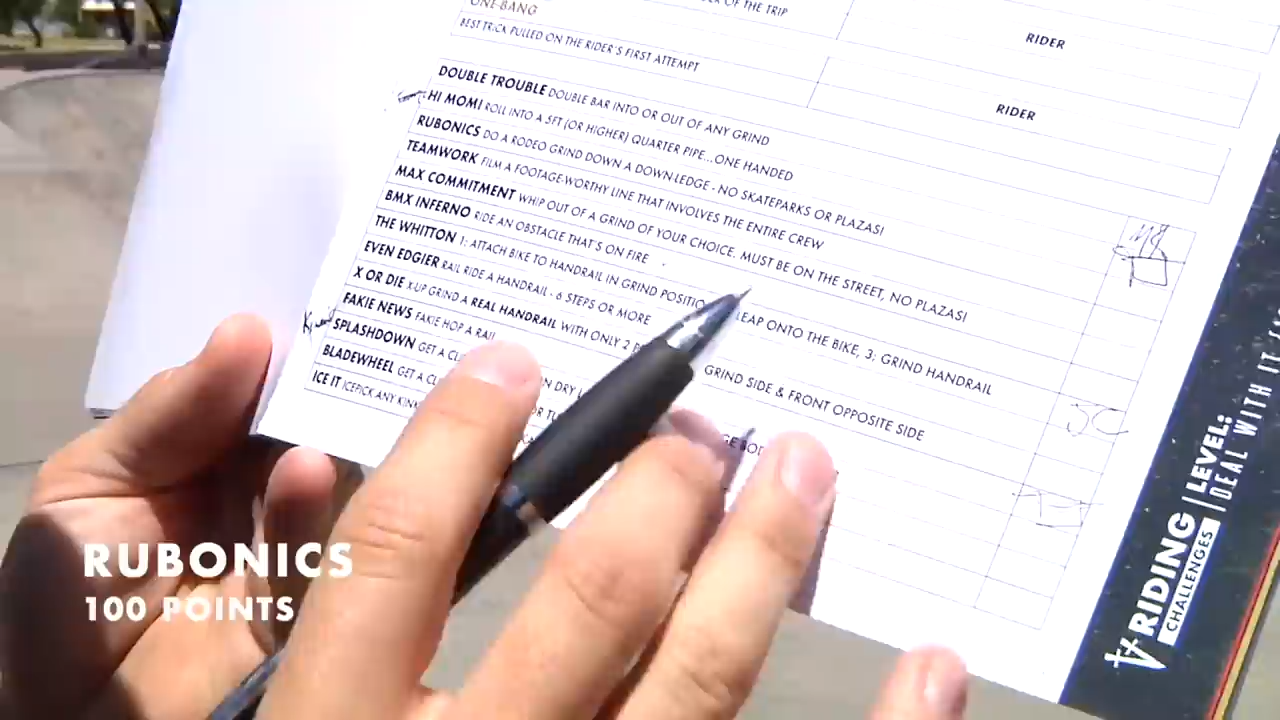 OF THE TRIP
ONE-BANG
RIDER
BEST TRICK PULLED ON THE RIDER'S FIRST ATTEMPT
RIDER
DOUBLE TROUBLE DOUBLE BAR INTO OR OUT OF ANY GRIND
HI MOM! ROLL INTO A 5FT (OR HIGHER) QUARTER PIPE...ONE HANDED
RUBONICS DO A RODEO GRIND DOWN A DOWN-LEDGE - NO SKATEPARKS OR PLAZAS!
TEAMWORK FILM A FOOTAGE-WORTHY LINE THAT INVOLVES THE ENTIRE CREW
MAX COMMITMENT WHIP OUT OF A GRIND OF YOUR CHOICE. MUST BE ON THE STREET, NO PLAZAS!
BMX INFERNO RIDE AN OBSTACLE THAT'S ON FIRE
THE WHITTON 1: ATTACH BIKE TO HANDRAIL IN GRIND POSITIO LEAP ONTO THE BIKE, 3: GRIND HANDRAIL
EVEN EDGIER RAIL RIDE A HANDRAIL - 6 STEPS OR MORE
X OR DIE X-UP GRIND A REAL HANDRAIL WITH ONLY 2 GRIND SIDE & FRONT OPPOSITE SIDE
FAKIE NEWS FAKIE HOP A RAIL
SPLASHDOWN GET A ON DRY
BLADEWHEEL GET A OR
ICE IT ICEPICK ANY
JC
RIDING LEVEL:
CHALLENGES DEAL WITH IT
RUBONICS
100 POINTS